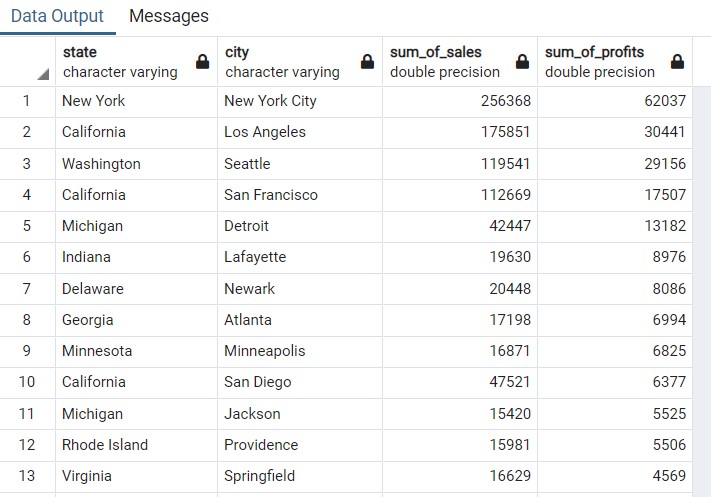 Data Output Messages
state city sum_of_sales sum_of_profits
character varying character varying double precision double precision
1 New York New York City 256368 62037
2 California Los Angeles 175851 30441
3 Washington Seattle 119541 29156
4 California San Francisco 112669 17507
5 Michigan Detroit 42447 13182
6 Indiana Lafayette 19630 8976
7 Delaware Newark 20448 8086
8 Georgia Atlanta 17198 6994
9 Minnesota Minneapolis 16871 6825
10 California San Diego 47521 6377
11 Michigan Jackson 15420 5525
12 Rhode Island Providence 15981 5506
13 Virginia Springfield 16629 4569